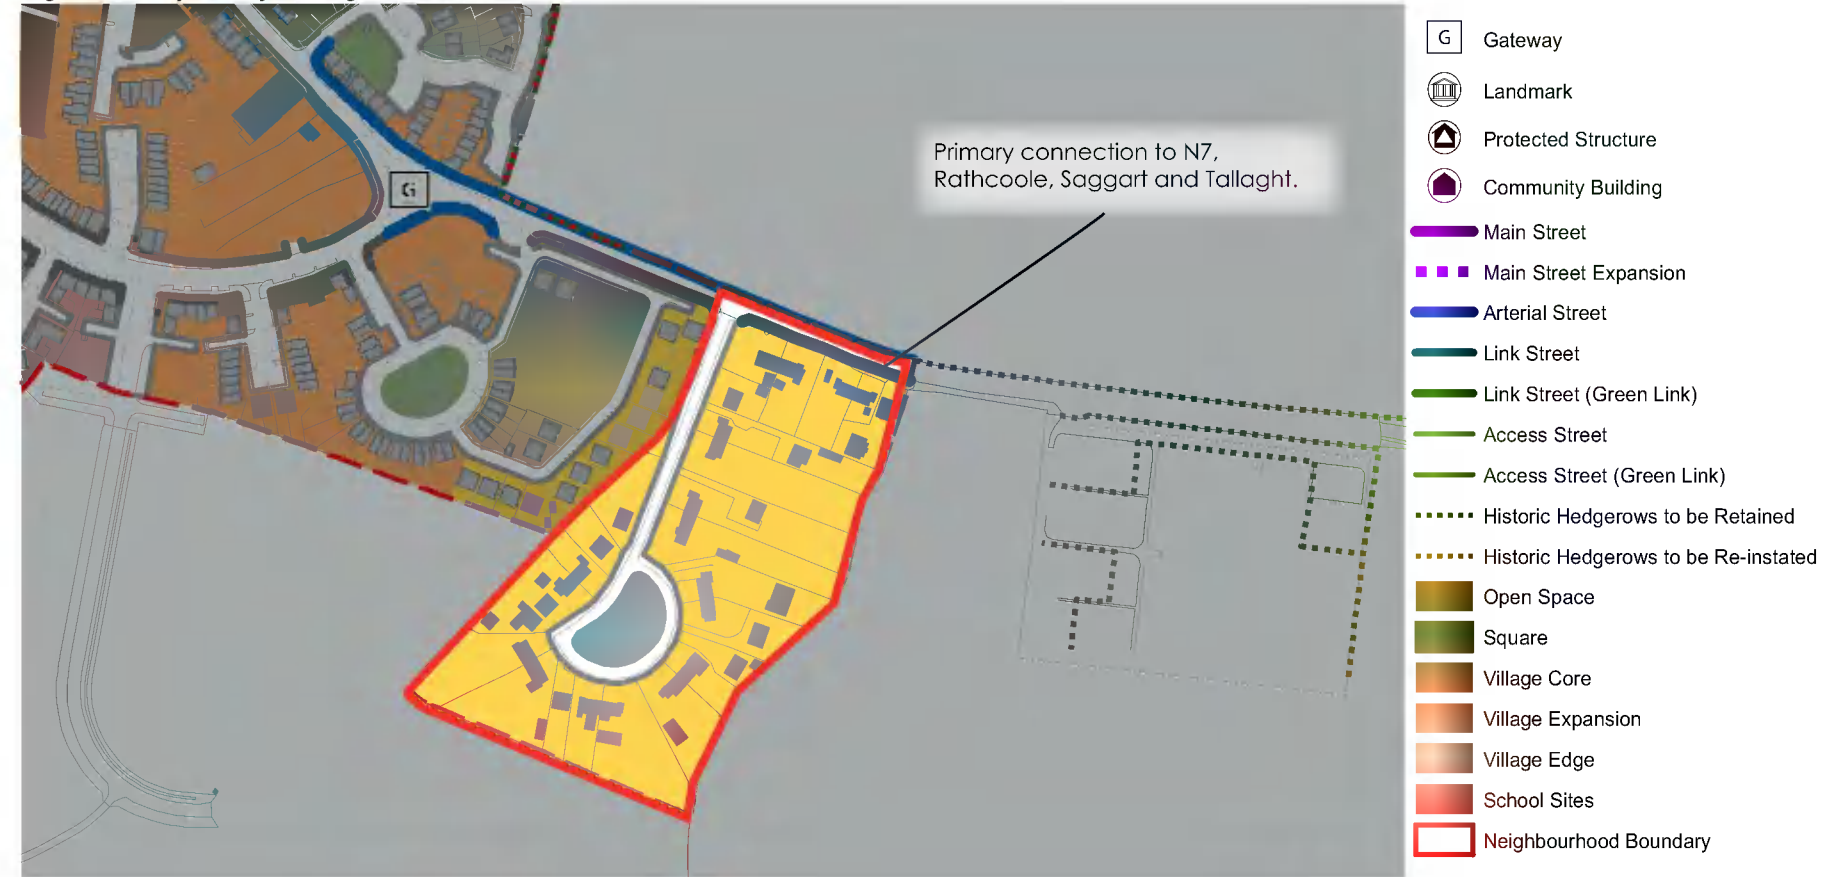 G
Primary connection to N7,
Rathcoole, Saggart and Tallaght.
G
Gateway
Landmark
Protected Structure
Community Building
Main Street
Main Street Expansion
Arterial Street
Link Street
Link Street (Green Link)
Access Street
Access Street (Green Link)
Historic Hedgerows to be Retained
Historic Hedgerows to be Re-instated
Open Space
Square
Village Core
Village Expansion
Village Edge
School Sites
Neighbourhood Boundary